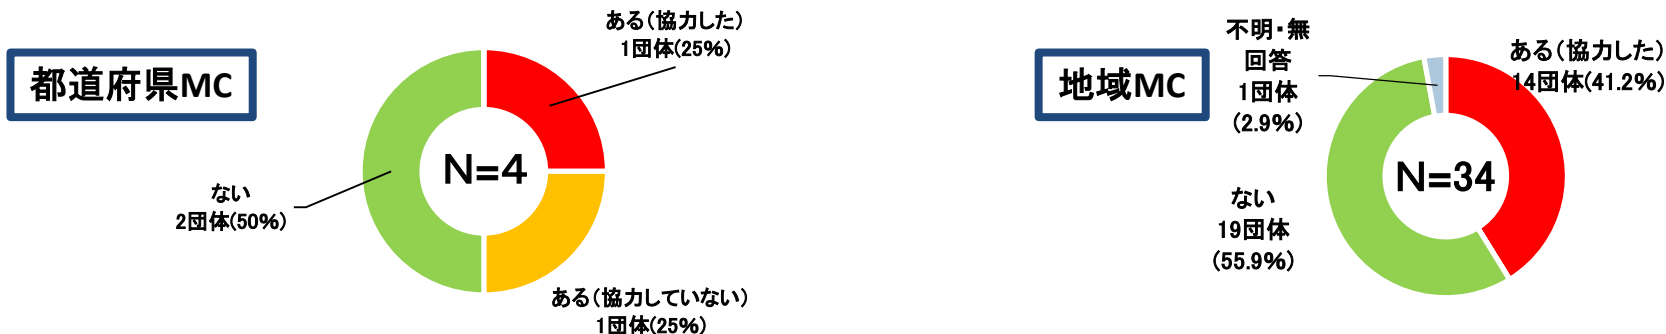 都道府県MC
ある（協力した）
1団体(25%)
N=4
ない
2団体(50%)
ある（協力していない）
1団体(25%)
地域MC
不明・無
回答
1団体
(2.9%)
ある（協力した）
14団体(41.2%)
N=34
ない
19団体
(55.9%)